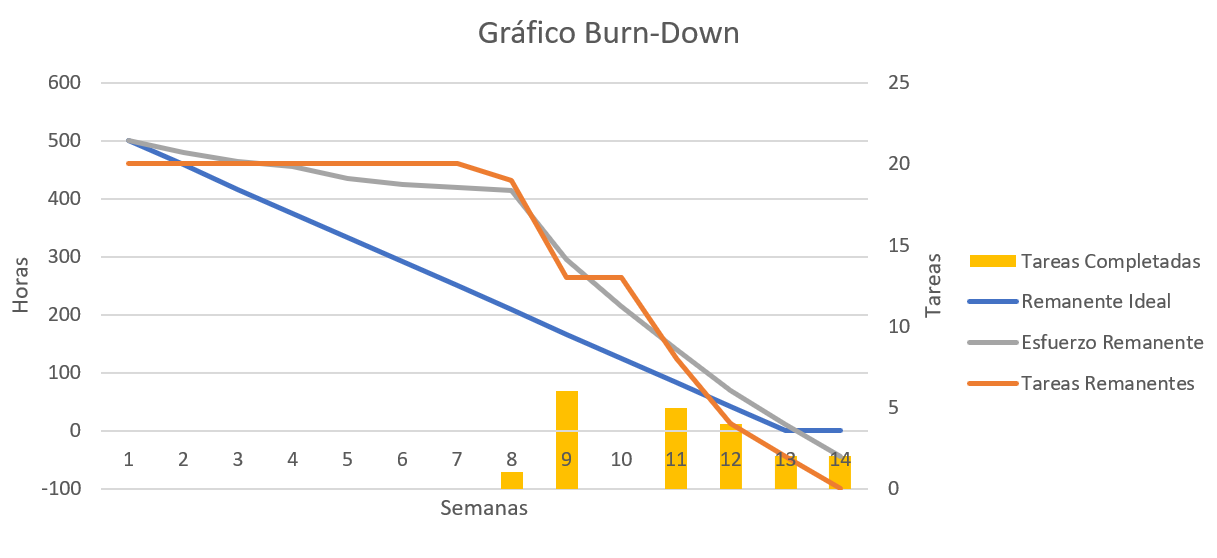 Gráfico Burn-Down
600
500
400
300
200
100
0
-100
Horas
1 2 3 4 5 6 7 8 9 10 11 12 13 14
Semanas
25
20
15
10
5
0
Tareas
Tareas Completadas
Remanente Ideal
Esfuerzo Remanente
Tareas Remanentes